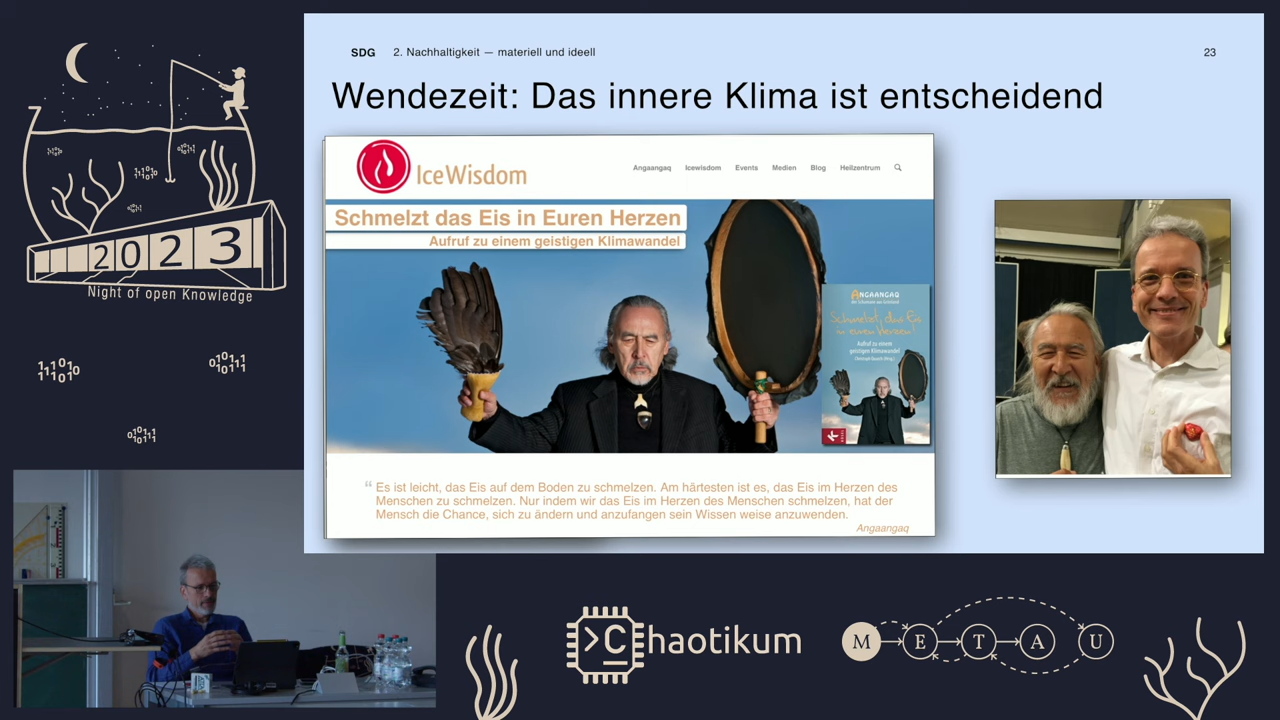 SDG 2. Nachhaltigkeit — materiell und ideell 23
Wendezeit: Das innere Klima ist entscheidend
IceWisdom
Angaangaq Icewisdom Events Medien Blog Heilzentrum
Schmelzt das Eis in Euren Herzen
Aufruf zu einem geistigen Klimawandel
ANGAANGAQ
Schmelzt das Eis
in euren Herzen!
Aufruf zu einem
geistigen Klimawandel
“ Es ist leicht, das Eis auf dem Boden zu schmelzen. Am härtesten ist es, das Eis im Herzen des
Menschen zu schmelzen. Nur indem wir das Eis im Herzen des Menschen schmelzen, hat der
Mensch die Chance, sich zu ändern und anzufangen sein Wissen weise anzuwenden.
Angaangaq
2023
Night of open Knowledge
>C haotikum
M E T A U